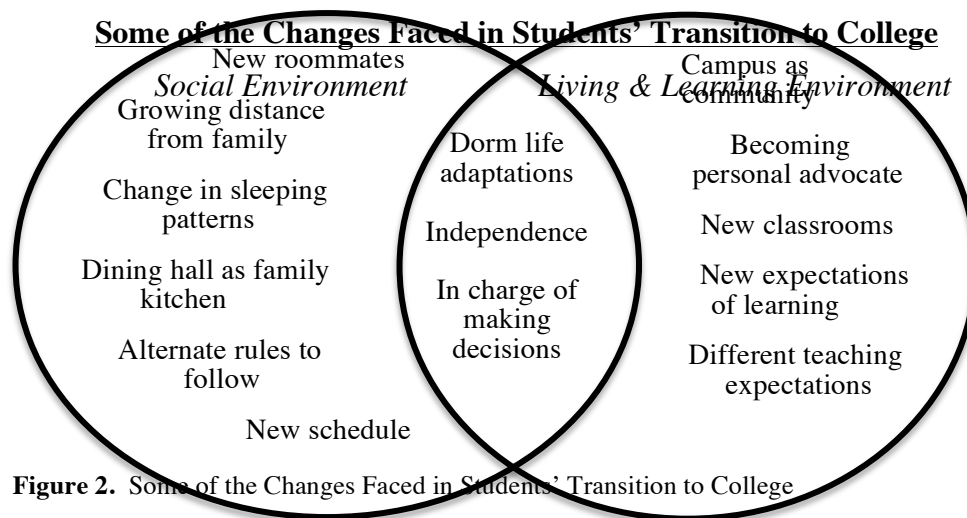 Some of the Changes Faced in Students' Transition to College
Social Environment
New roommates
Growing distance
from family
Change in sleeping
patterns
Dining hall as family
kitchen
Alternate rules to
follow
New schedule
Dorm life
adaptations
Independence
In charge of
making
decisions
Living & Learning Environment
Campus as
community
Becoming
personal advocate
New classrooms
New expectations
of learning
Different teaching
expectations
Figure 2. Some of the Changes Faced in Students' Transition to College